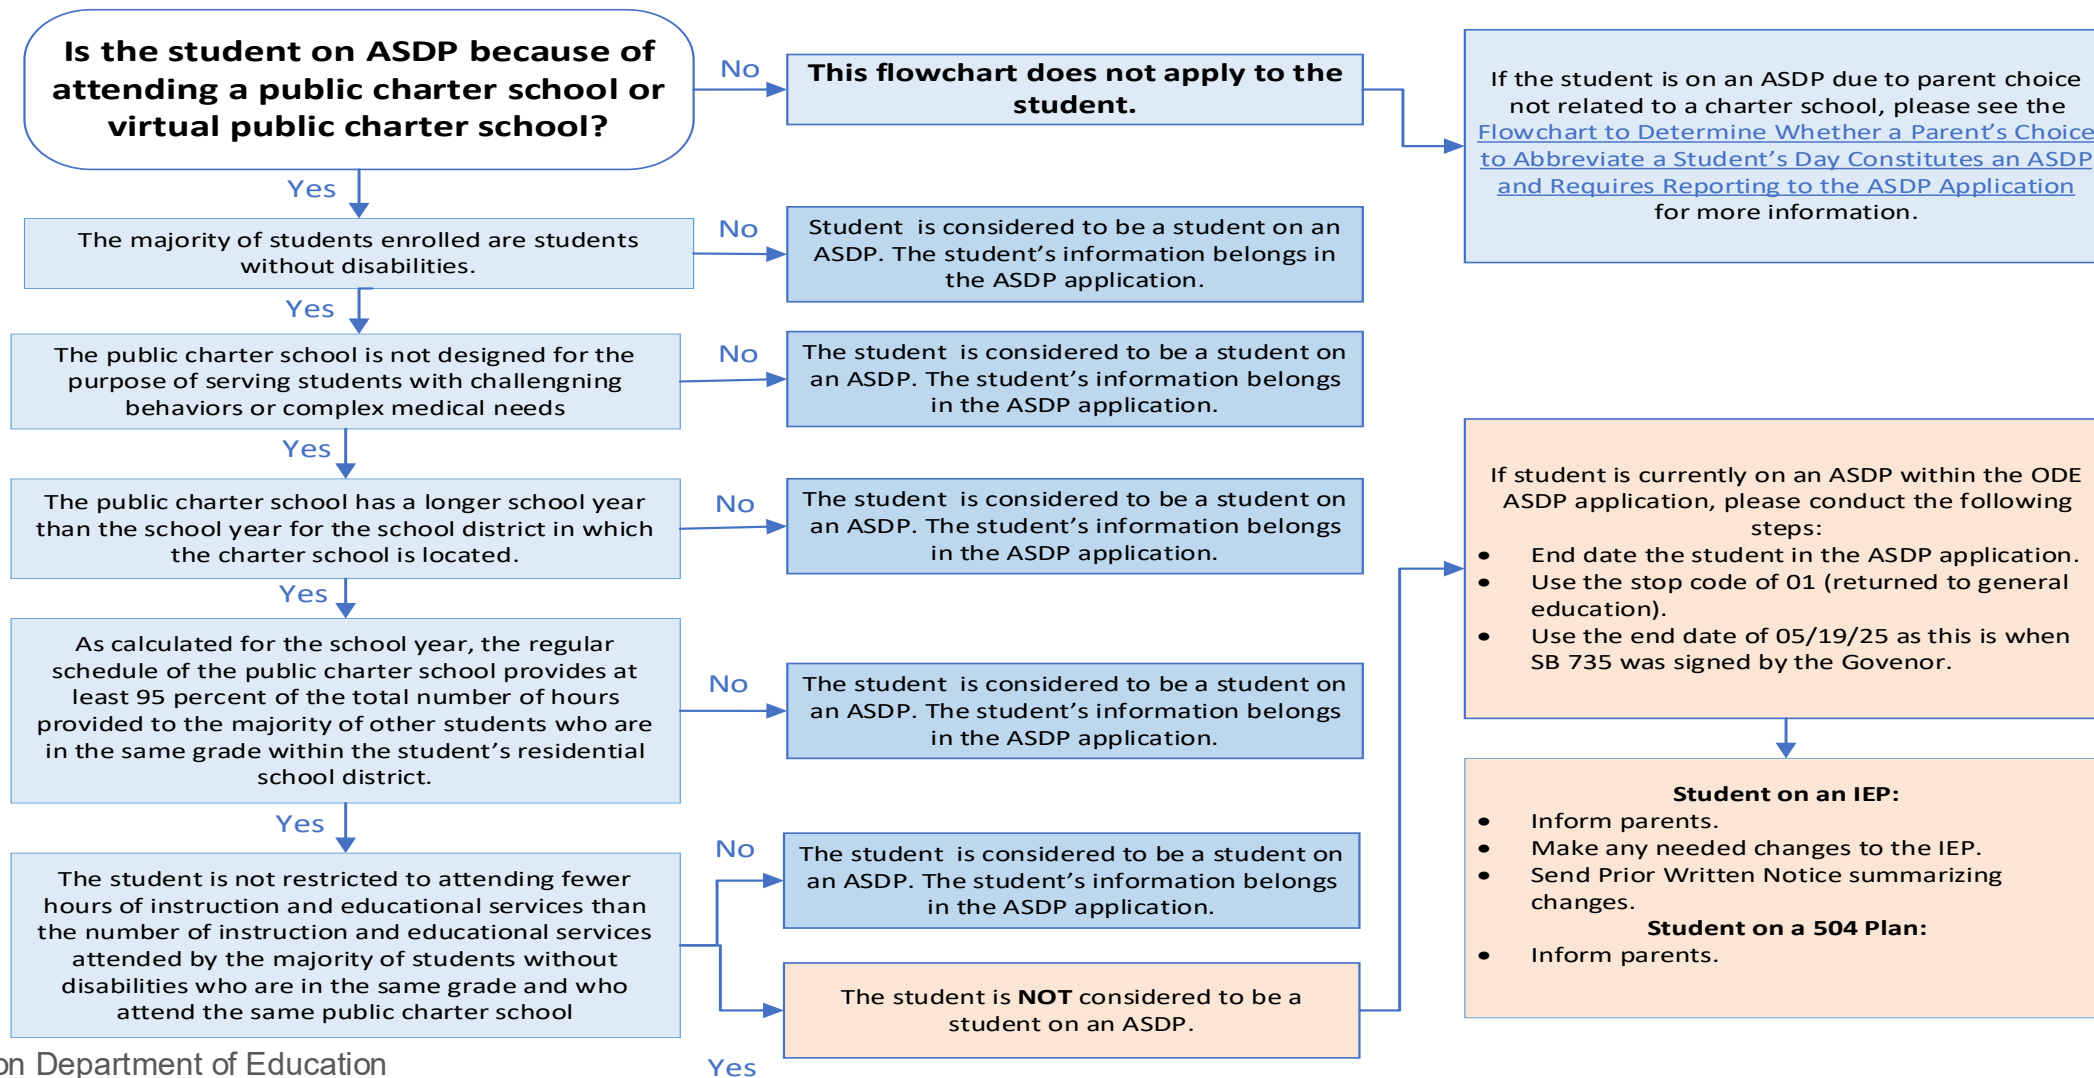 Is the student on ASDP because of
attending a public charter school or
virtual public charter school?
No
This flowchart does not apply to the
student.
If the student is on an ASDP due to parent choice
not related to a charter school, please see the
Flowchart to Determine Whether a Parent’s Choice
to Abbreviate a Student’s Day Constitutes an ASDP
and Requires Reporting to the ASDP Application
for more information.
Yes
The majority of students enrolled are students
without disabilities.
No
Student is considered to be a student on an
ASDP. The student’s information belongs in
the ASDP application.
Yes
The public charter school is not designed for the
purpose of serving students with challengning
behaviors or complex medical needs
No
The student is considered to be a student on
an ASDP. The student’s information belongs
in the ASDP application.
Yes
The public charter school has a longer school year
than the school year for the school district in which
the charter school is located.
No
The student is considered to be a student on
an ASDP. The student’s information belongs
in the ASDP application.
Yes
As calculated for the school year, the regular
schedule of the public charter school provides at
least 95 percent of the total number of hours
provided to the majority of other students who are
in the same grade within the student’s residential
school district.
No
The student is considered to be a student on
an ASDP. The student’s information belongs
in the ASDP application.
Yes
The student is not restricted to attending fewer
hours of instruction and educational services than
the number of instruction and educational services
attended by the majority of students without
disabilities who are in the same grade and who
attend the same public charter school
No
The student is considered to be a student on
an ASDP. The student’s information belongs
in the ASDP application.
Yes
The student is NOT considered to be a
student on an ASDP.
If student is currently on an ASDP within the ODE
ASDP application, please conduct the following
steps:
• End date the student in the ASDP application.
• Use the stop code of 01 (returned to general
education).
• Use the end date of 05/19/25 as this is when
SB 735 was signed by the Govenor.
Student on an IEP:
• Inform parents.
• Make any needed changes to the IEP.
• Send Prior Written Notice summarizing
changes.
Student on a 504 Plan:
• Inform parents.
on Department of Education